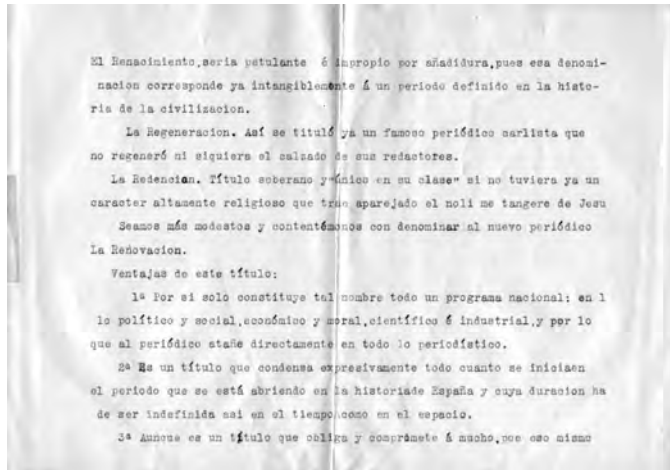 El Renacimiento,seria petulante é impropio por añadidura,pues esa denomi-
nacion corresponde ya intangiblemente á un periodo definido en la histo-
ria de la civilizacion.
La Regeneracion. Así se tituló ya un famoso periódico carlista que
no regeneró ni siquiera el calzado de sus redactores.
La Redencion. Título soberano y"único en su clase" si no tuviera ya un
caracter altamente religioso que trae aparejado el noli me tangere de Jesu
Seamos más modestos y contentémonos con denominar al nuevo periódico
La Renovacion.
Ventajas de este título:
1ª Por si solo constituye tal nombre todo un programa nacional: en l
lo político y social,económico y moral,científico é industrial,y por lo
que al periódico atañe directamente en todo lo periodístico.
2ª Es un título que condensa expresivamente todo cuanto se iniciaen
el periodo que se está abriendo en la historiade España y cuya duracion ha
de ser indefinida asi en el tiempo,como en el espacio.
3ª Aunque es un título que obliga y compromete á mucho,por eso mismo